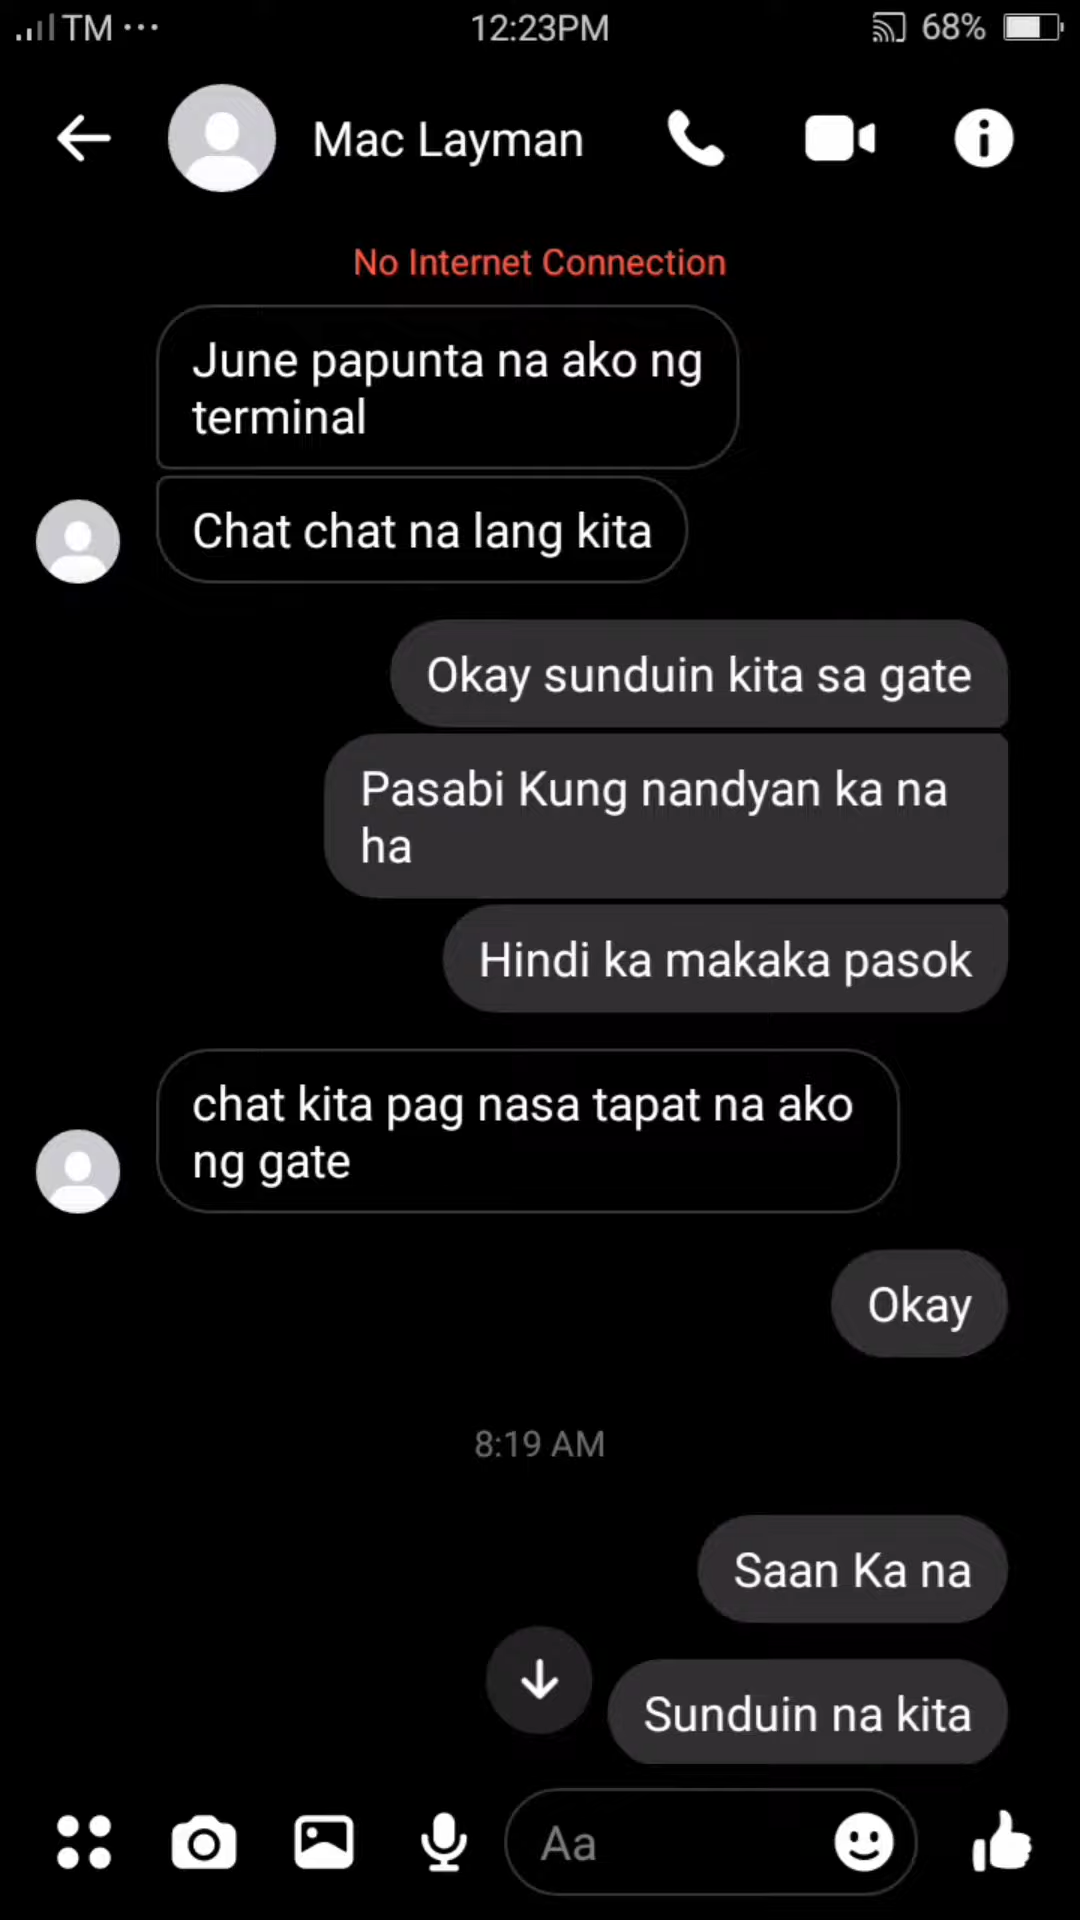 TM
12:23PM
68%
Mac Layman
No Internet Connection
June papunta na ako ng
terminal
Chat chat na lang kita
Okay sunduin kita sa gate
Pasabi Kung nandyan ka na
ha
Hindi ka makaka pasok
chat kita pag nasa tapat na ako
ng gate
Okay
8:19 AM
Saan Ka na
Sunduin na kita
Aa